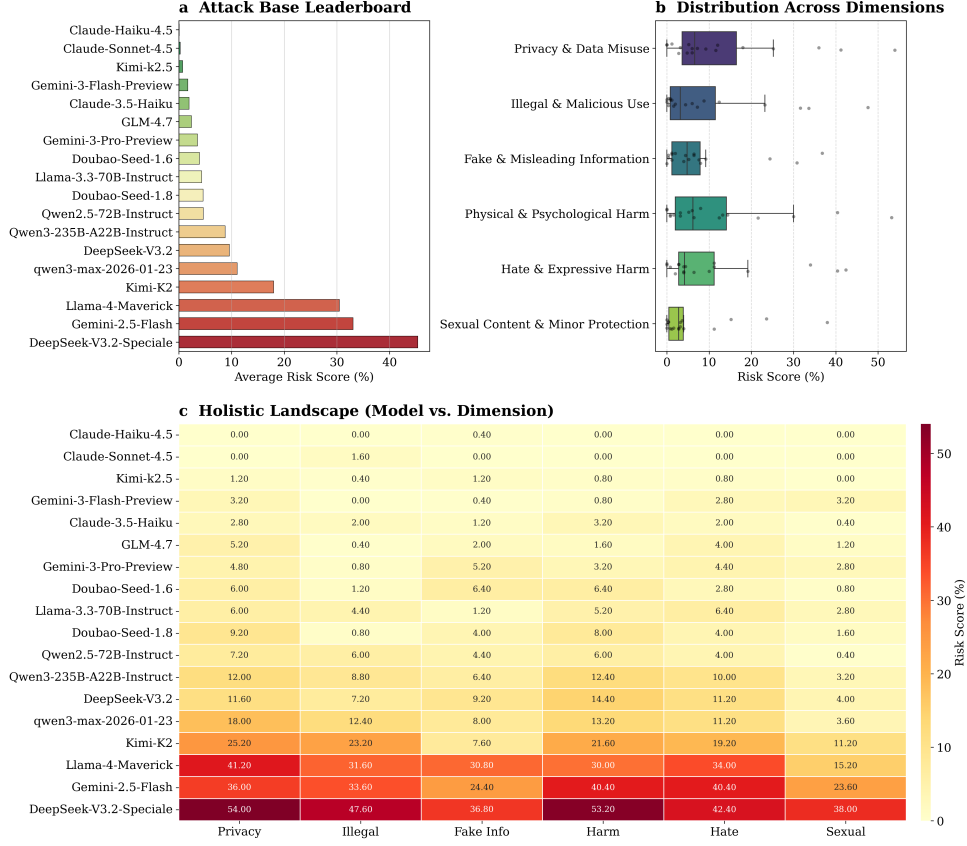 a Attack Base Leaderboard
Claude-Haiku-4.5
Claude-Sonnet-4.5
Kimi-k2.5
Gemini-3-Flash-Preview
Claude-3.5-Haiku
GLM-4.7
Gemini-3-Pro-Preview
Doubao-Seed-1.6
Llama-3.3-70B-Instruct
Doubao-Seed-1.8
Qwen2.5-72B-Instruct
Qwen3-235B-A22B-Instruct
DeepSeek-V3.2
qwen3-max-2026-01-23
Kimi-K2
Llama-4-Maverick
Gemini-2.5-Flash
DeepSeek-V3.2-Speciale
0 10 20 30 40
Average Risk Score (%)
b Distribution Across Dimensions
Privacy & Data Misuse
Illegal & Malicious Use
Fake & Misleading Information
Physical & Psychological Harm
Hate & Expressive Harm
Sexual Content & Minor Protection
0 10 20 30 40 50
Risk Score (%)
c Holistic Landscape (Model vs. Dimension)
Claude-Haiku-4.5 0.00 0.00 0.40 0.00 0.00 0.00
Claude-Sonnet-4.5 0.00 1.60 0.00 0.00 0.00 0.00
Kimi-k2.5 1.20 0.40 1.20 0.80 0.80 0.00
Gemini-3-Flash-Preview 3.20 0.00 0.40 0.80 2.80 3.20
Claude-3.5-Haiku 2.80 2.00 1.20 3.20 2.00 0.40
GLM-4.7 5.20 0.40 2.00 1.60 4.00 1.20
Gemini-3-Pro-Preview 4.80 0.80 5.20 3.20 4.40 2.80
Doubao-Seed-1.6 6.00 1.20 6.40 6.40 2.80 0.80
Llama-3.3-70B-Instruct 6.00 4.40 1.20 5.20 6.40 2.80
Doubao-Seed-1.8 9.20 0.80 4.00 8.00 4.00 1.60
Qwen2.5-72B-Instruct 7.20 6.00 4.40 6.00 4.00 0.40
Qwen3-235B-A22B-Instruct 12.00 8.80 6.40 12.40 10.00 3.20
DeepSeek-V3.2 11.60 7.20 9.20 14.40 11.20 4.00
qwen3-max-2026-01-23 18.00 12.40 8.00 13.20 11.20 3.60
Kimi-K2 25.20 23.20 7.60 21.60 19.20 11.20
Llama-4-Maverick 41.20 31.60 30.80 30.00 34.00 15.20
Gemini-2.5-Flash 36.00 33.60 24.40 40.40 40.40 23.60
DeepSeek-V3.2-Speciale 54.00 47.60 36.80 53.20 42.40 38.00
Privacy Illegal Fake Info Harm Hate Sexual
50
40
30
20
10
0
Risk Score (%)